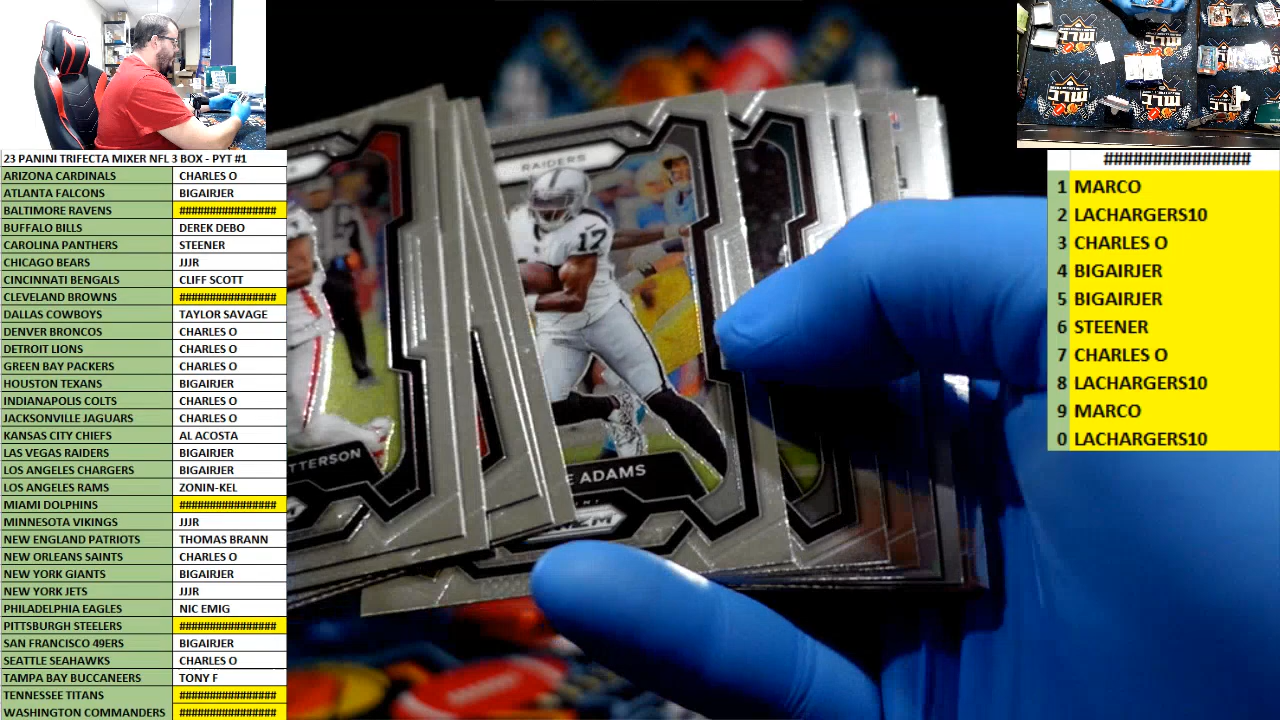 23 PANINI TRIFECTA MIXER NFL 3 BOX - PYT #1
ARIZONA CARDINALS CHARLES O
ATLANTA FALCONS BIGAIRJER
BALTIMORE RAVENS ################
BUFFALO BILLS DEREK DEBO
CAROLINA PANTHERS STEENER
CHICAGO BEARS JJJR
CINCINNATI BENGALS CLIFF SCOTT
CLEVELAND BROWNS ################
DALLAS COWBOYS TAYLOR SAVAGE
DENVER BRONCOS CHARLES O
DETROIT LIONS CHARLES O
GREEN BAY PACKERS CHARLES O
HOUSTON TEXANS BIGAIRJER
INDIANAPOLIS COLTS CHARLES O
JACKSONVILLE JAGUARS CHARLES O
KANSAS CITY CHIEFS AL ACOSTA
LAS VEGAS RAIDERS BIGAIRJER
LOS ANGELES CHARGERS BIGAIRJER
LOS ANGELES RAMS ZONIN-KEL
MIAMI DOLPHINS ################
MINNESOTA VIKINGS JJJR
NEW ENGLAND PATRIOTS THOMAS BRANN
NEW ORLEANS SAINTS CHARLES O
NEW YORK GIANTS BIGAIRJER
NEW YORK JETS JJJR
PHILADELPHIA EAGLES NIC EMIG
PITTSBURGH STEELERS ################
SAN FRANCISCO 49ERS BIGAIRJER
SEATTLE SEAHAWKS CHARLES O
TAMPA BAY BUCCANEERS TONY F
TENNESSEE TITANS ################
WASHINGTON COMMANDERS ################
RAIDERS
17
TTERSON
E ADAMS
################
1 MARCO
2 LACHARGERS10
3 CHARLES O
4 BIGAIRJER
5 BIGAIRJER
6 STEENER
7 CHARLES O
8 LACHARGERS10
9 MARCO
0 LACHARGERS10